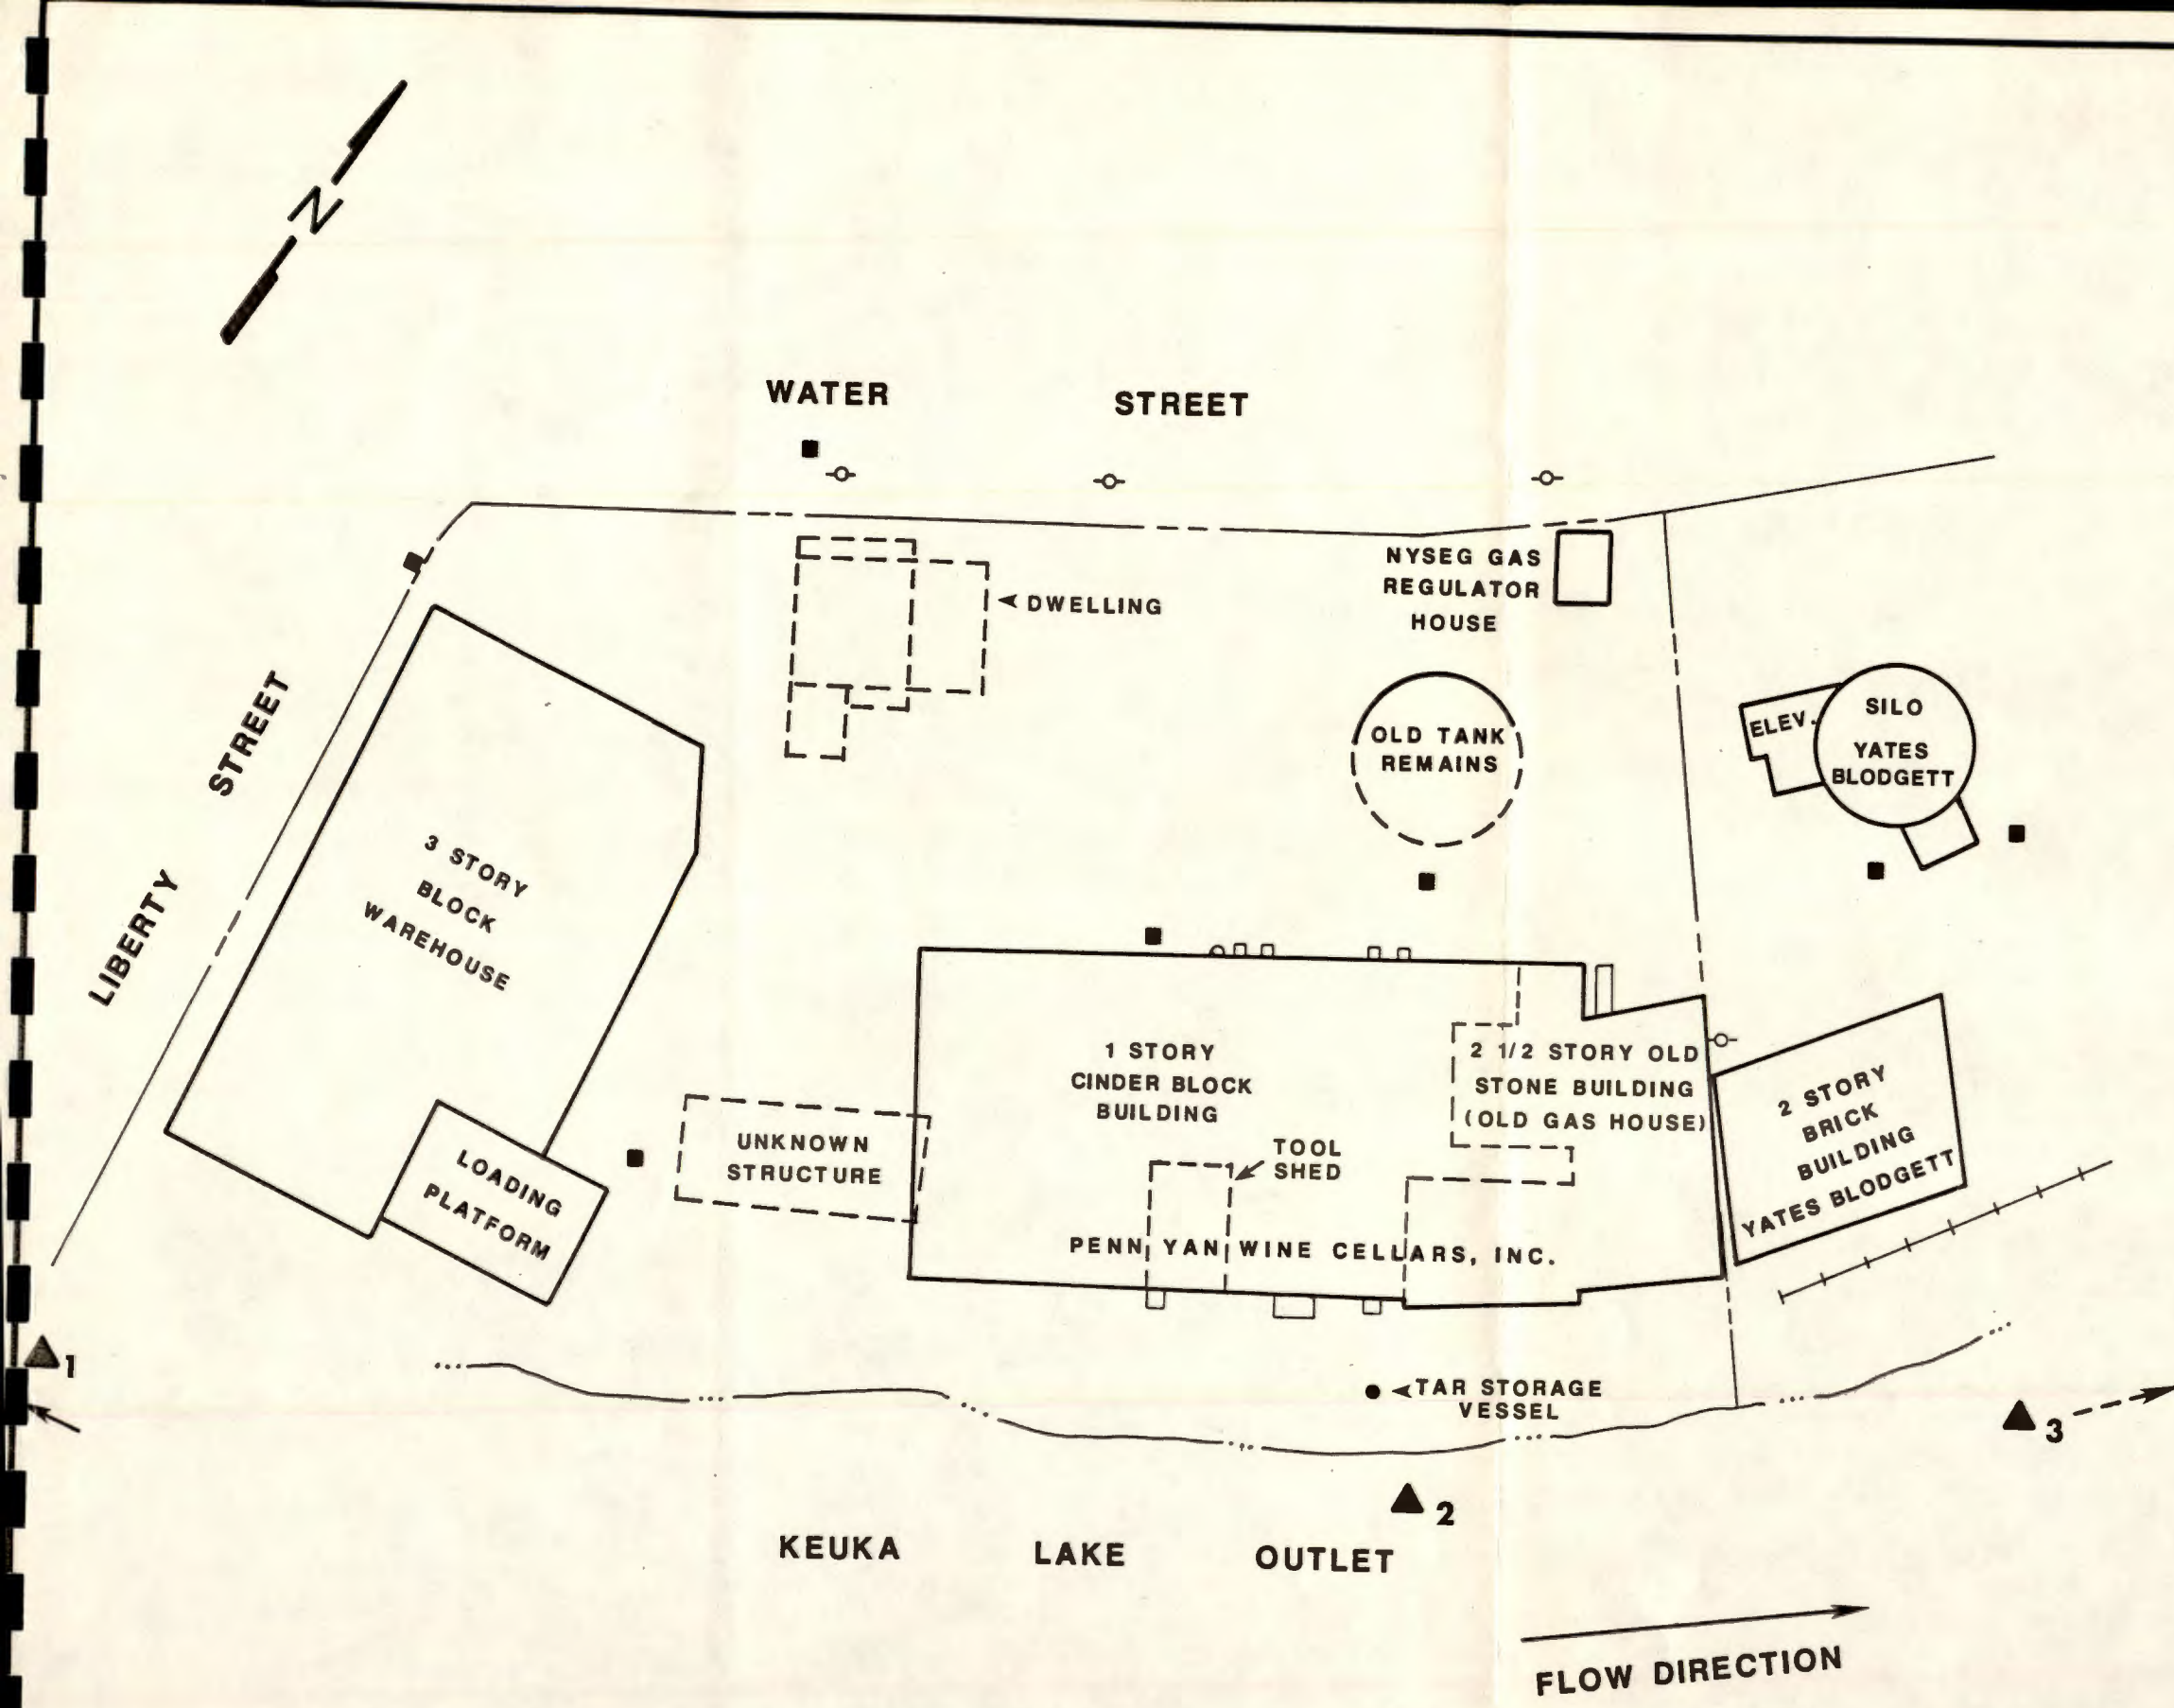 N
WATER STREET
NYSEG GAS
REGULATOR
HOUSE
DWELLING
LIBERTY STREET
OLD TANK
REMAINS
ELEV.
SILO
YATES
BLODGETT
3 STORY
BLOCK
WAREHOUSE
1 STORY
CINDER BLOCK
BUILDING
2 1/2 STORY OLD
STONE BUILDING
(OLD GAS HOUSE)
2 STORY
BRICK
BUILDING
YATES BLODGETT
UNKNOWN
STRUCTURE
TOOL
SHED
LOADING
PLATFORM
PENN YAN WINE CELLARS, INC.
1
TAR STORAGE
VESSEL
3
2
KEUKA LAKE OUTLET
FLOW DIRECTION